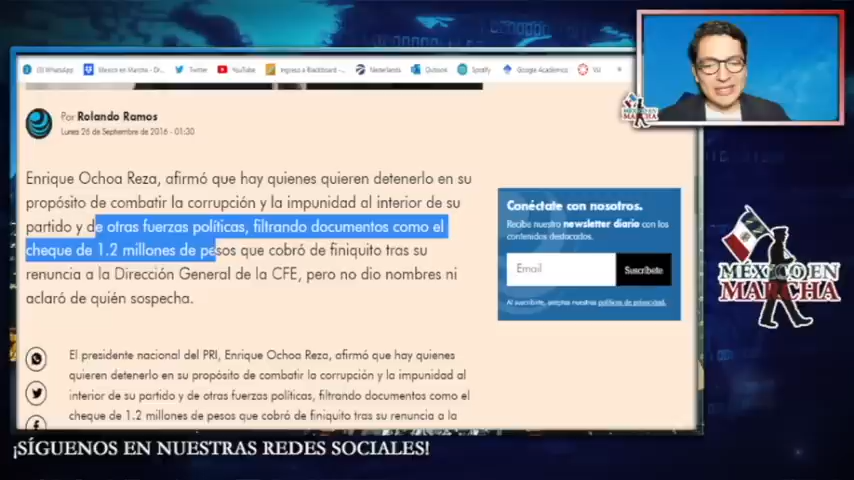 (1) WhatsApp
México en Marcha - Dr...
Twitter
YouTube
Ingreso a Blackboard -...
Nederlands
Outlook
Spotify
Google Académico
VU
»
Por Rolando Ramos
Lunes 26 de Septiembre de 2016 - 01:30
Enrique Ochoa Reza, afirmó que hay quienes quieren detenerlo en su
propósito de combatir la corrupción y la impunidad al interior de su
partido y de otras fuerzas políticas, filtrando documentos como el
cheque de 1.2 millones de pesos que cobró de finiquito tras su
renuncia a la Dirección General de la CFE, pero no dio nombres ni
aclaró de quién sospecha.
El presidente nacional del PRI, Enrique Ochoa Reza, afirmó que hay quienes
quieren detenerlo en su propósito de combatir la corrupción y la impunidad al
interior de su partido y de otras fuerzas políticas, filtrando documentos como el
cheque de 1.2 millones de pesos que cobró de finiquito tras su renuncia a la
Conéctate con nosotros.
Recibe nuestro newsletter diario con los
contenidos destacados.
Email
Suscríbete
Al suscribirte, aceptas nuestras políticas de privacidad.
MÉXICO EN
MARCHA
MÉXICO EN
MARCHA
¡SÍGUENOS EN NUESTRAS REDES SOCIALES!